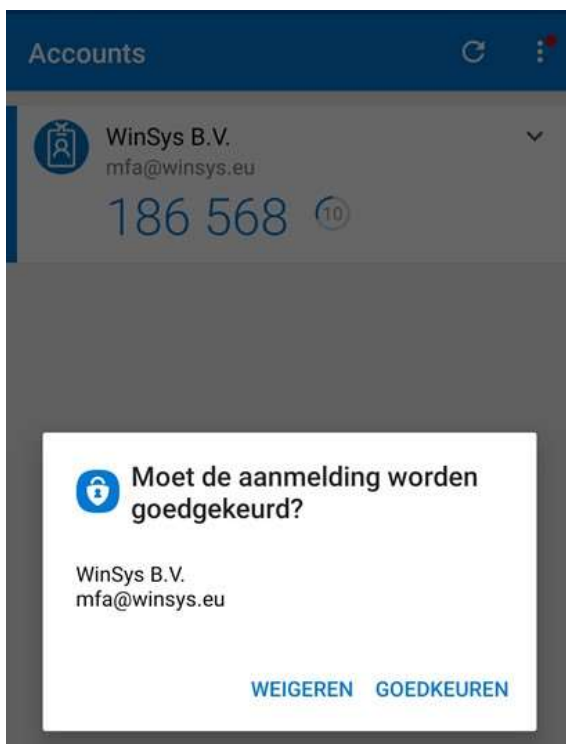 Accounts
WinSys B.V.
mfa@winsys.eu
186 568 10
Moet de aanmelding worden
goedgekeurd?
WinSys B.V.
mfa@winsys.eu
WEIGEREN GOEDKEUREN